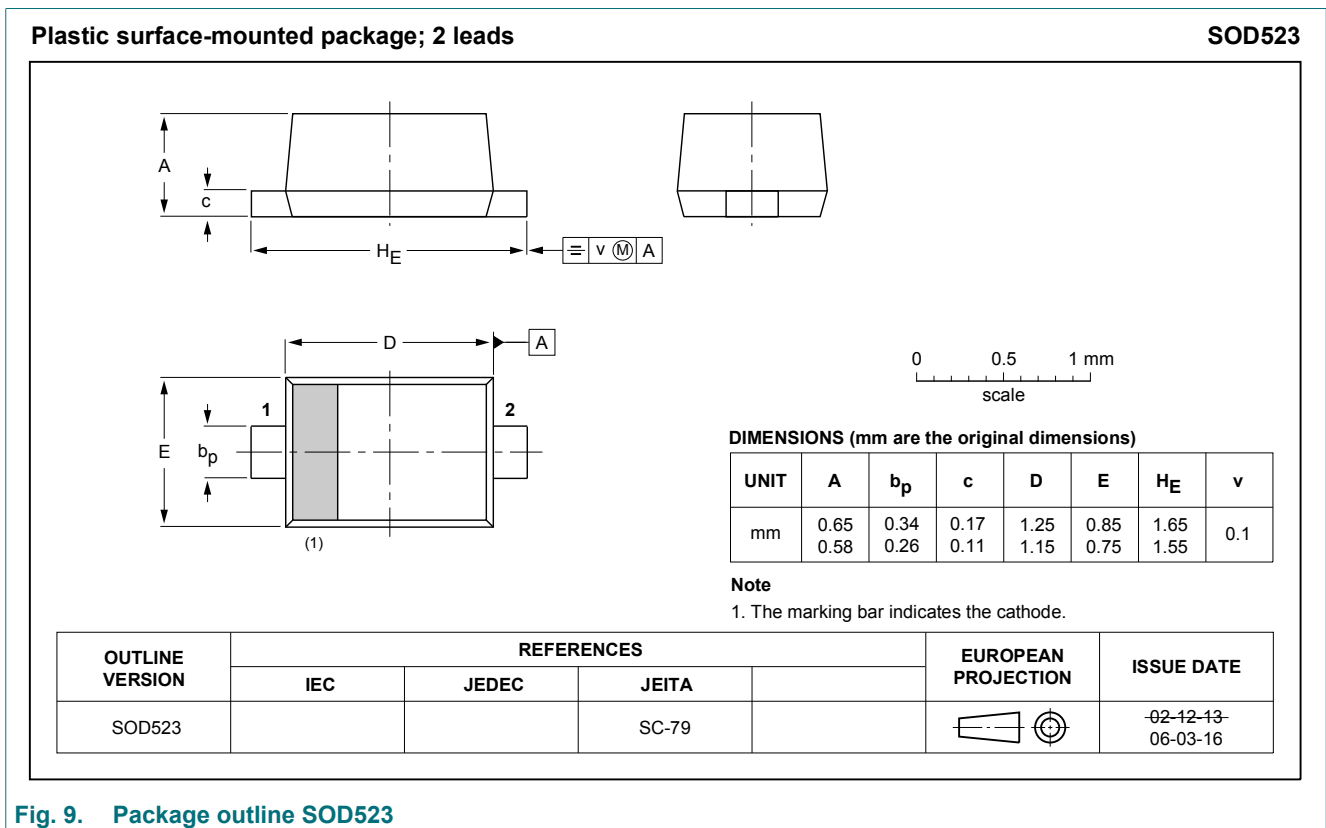 Plastic surface-mounted package; 2 leads SOD523
A
c
HE
= v M A
D
A
1
2
E
bp
(1)
0 0.5 1 mm
scale
DIMENSIONS (mm are the original dimensions)
UNIT A bp c D E HE v
mm 0.65 0.34 0.17 1.25 0.85 1.65 0.1
0.58 0.26 0.11 1.15 0.75 1.55
Note
1. The marking bar indicates the cathode.
OUTLINE VERSION REFERENCES EUROPEAN PROJECTION ISSUE DATE
IEC JEDEC JEITA
SOD523 SC-79 02-12-13
06-03-16
Fig. 9. Package outline SOD523